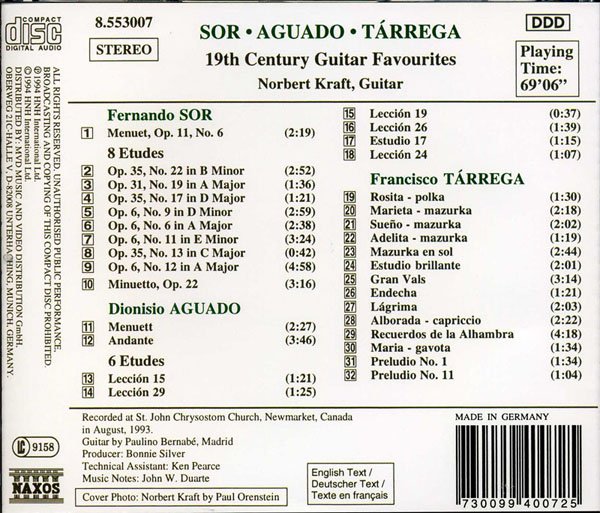 COMPACT
disc
DIGITAL AUDIO
8.553007
STEREO
SOR • AGUADO • TÁRREGA
19th Century Guitar Favourites
Norbert Kraft, Guitar
DDD
Playing
Time:
69'06"
ALL RIGHTS RESERVED. UNAUTHORISED PUBLIC PERFORMANCE,
BROADCASTING AND COPYING OF THIS COMPACT DISC PROHIBITED
℗ 1994 HNH International Ltd.
© 1994 HNH International Ltd.
DISTRIBUTED BY: MVD MUSIC AND VIDEO DISTRIBUTION GmbH,
OBERWEG 21C-HALLE V, D-82008 UNTERHACHING, MUNICH, GERMANY.
Fernando SOR
1 Menuet, Op. 11, No. 6 (2:19)
8 Etudes
2 Op. 35, No. 22 in B Minor (2:52)
3 Op. 31, No. 19 in A Major (1:36)
4 Op. 35, No. 17 in D Major (1:21)
5 Op. 6, No. 9 in D Minor (2:59)
6 Op. 6, No. 6 in A Major (2:38)
7 Op. 6, No. 11 in E Minor (3:24)
8 Op. 35, No. 13 in C Major (0:42)
9 Op. 6, No. 12 in A Major (4:58)
10 Minuetto, Op. 22 (3:16)
Dionisio AGUADO
11 Menuett (2:27)
12 Andante (3:46)
6 Etudes
13 Lección 15 (1:21)
14 Lección 29 (1:25)
15 Lección 19 (0:37)
16 Lección 26 (1:39)
17 Estudio 17 (1:15)
18 Lección 24 (1:07)
Francisco TÁRREGA
19 Rosita - polka (1:30)
20 Marieta - mazurka (2:18)
21 Sueño - mazurka (2:02)
22 Adelita - mazurka (1:19)
23 Mazurka en sol (2:44)
24 Estudio brillante (2:01)
25 Gran Vals (3:14)
26 Endecha (1:21)
27 Lágrima (2:03)
28 Alborada - capriccio (2:22)
29 Recuerdos de la Alhambra (4:18)
30 Maria - gavota (1:34)
31 Preludio No. 1 (1:34)
32 Preludio No. 11 (1:04)
LC 9158
NAXOS
Recorded at St. John Chrysostom Church, Newmarket, Canada
in August, 1993.
Guitar by Paulino Bernabé, Madrid
Producer: Bonnie Silver
Technical Assistant: Ken Pearce
Music Notes: John W. Duarte
Cover Photo: Norbert Kraft by Paul Orenstein
English Text /
Deutscher Text /
Texte en français
MADE IN GERMANY
730099 400725